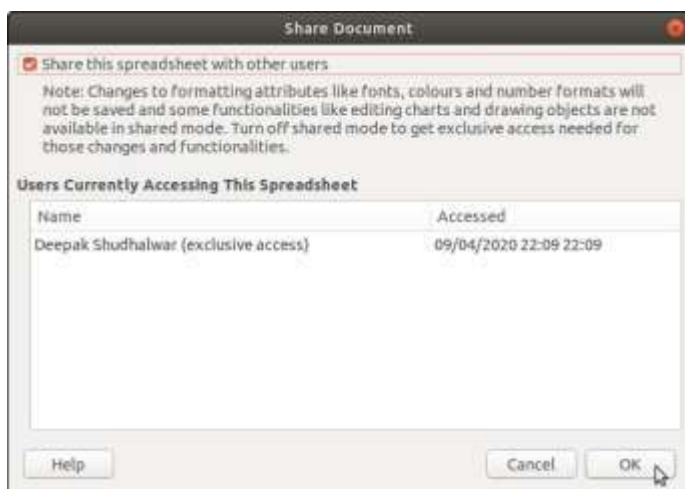 Share Document
Share this spreadsheet with other users
Note: Changes to formatting attributes like fonts, colours and number formats will
not be saved and some functionalities like editing charts and drawing objects are not
available in shared mode. Turn off shared mode to get exclusive access needed for
those changes and functionalities.
Users Currently Accessing This Spreadsheet
Name Accessed
Deepak Shudhalwar (exclusive access) 09/04/2020 22:09 22:09
Help Cancel OK